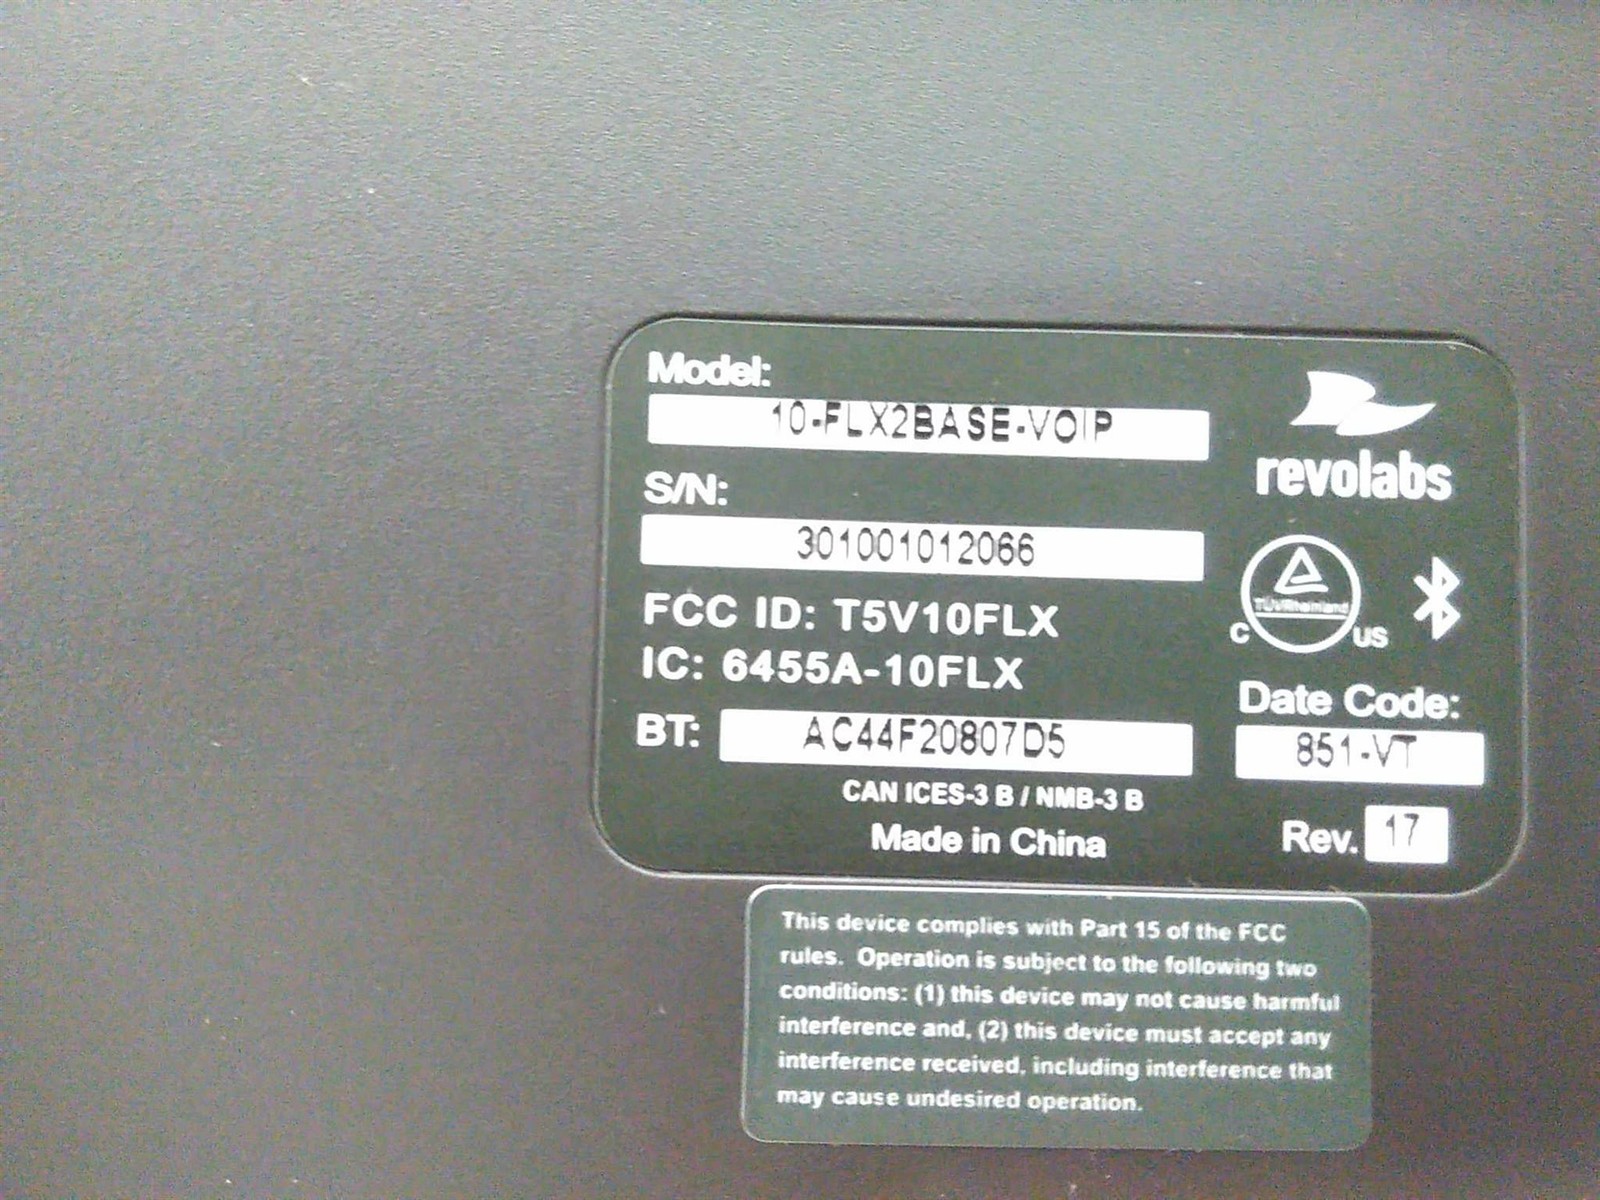 Model:
10-FLX2BASE-VOIP
S/N:
301001012066
FCC ID: T5V10FLX
IC: 6455A-10FLX
BT: AC44F20807D5
CAN ICES-3 B / NMB-3 B
Made in China
revolabs
TÜVRheinland
C US
Date Code:
851-VT
Rev. 17
This device complies with Part 15 of the FCC
rules. Operation is subject to the following two
conditions: (1) this device may not cause harmful
interference and, (2) this device must accept any
interference received, including interference that
may cause undesired operation.